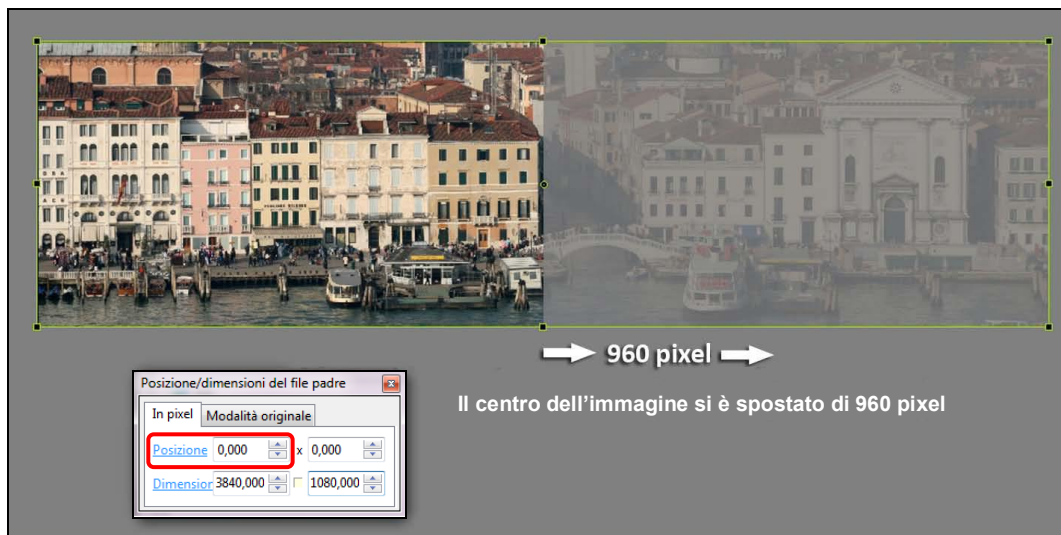 960 pixel
Il centro dell'immagine si è spostato di 960 pixel
Posizione/dimensioni del file padre
In pixel Modalità originale
Posizione 0,000 x 0,000
Dimension 3840,000 1080,000